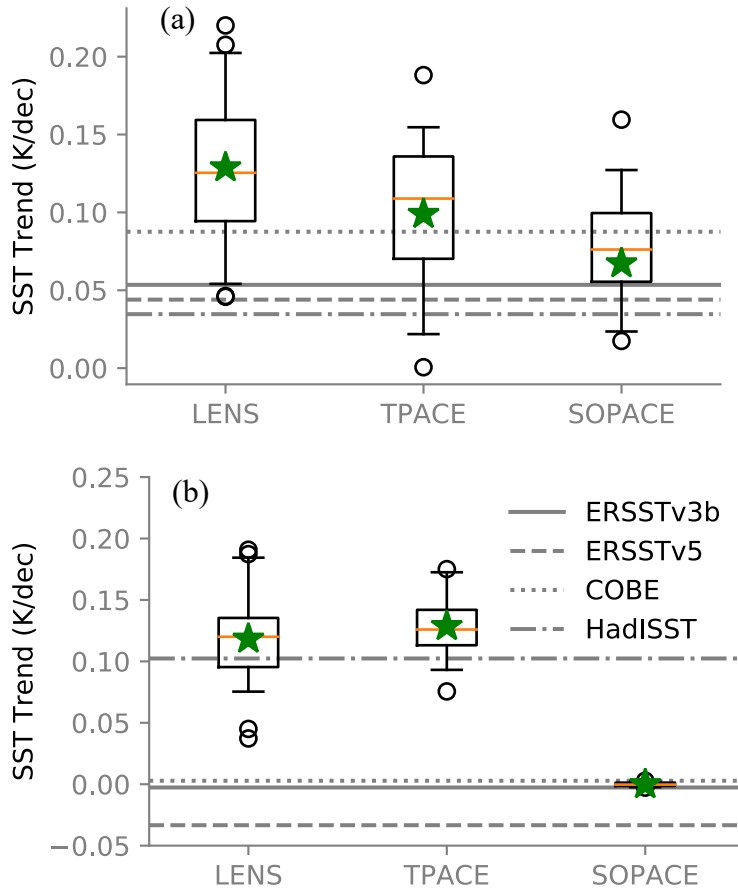 (a)
SST Trend (K/dec)
0.20
0.15
0.10
0.05
0.00
LENS TPACE SOPACE
(b)
SST Trend (K/dec)
0.25
0.20
0.15
0.10
0.05
0.00
−0.05
ERSSTv3b
ERSSTv5
COBE
HadISST
LENS TPACE SOPACE